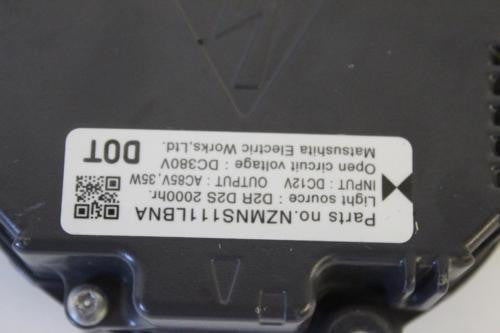 Parts no.NZMNS111LBNA
Light source : D2R D2S 2000hr.
INPUT : DC12V OUTPUT : AC85V, 35W
Open circuit voltage : DC380V
Matsushita Electric Works,Ltd.
DOT